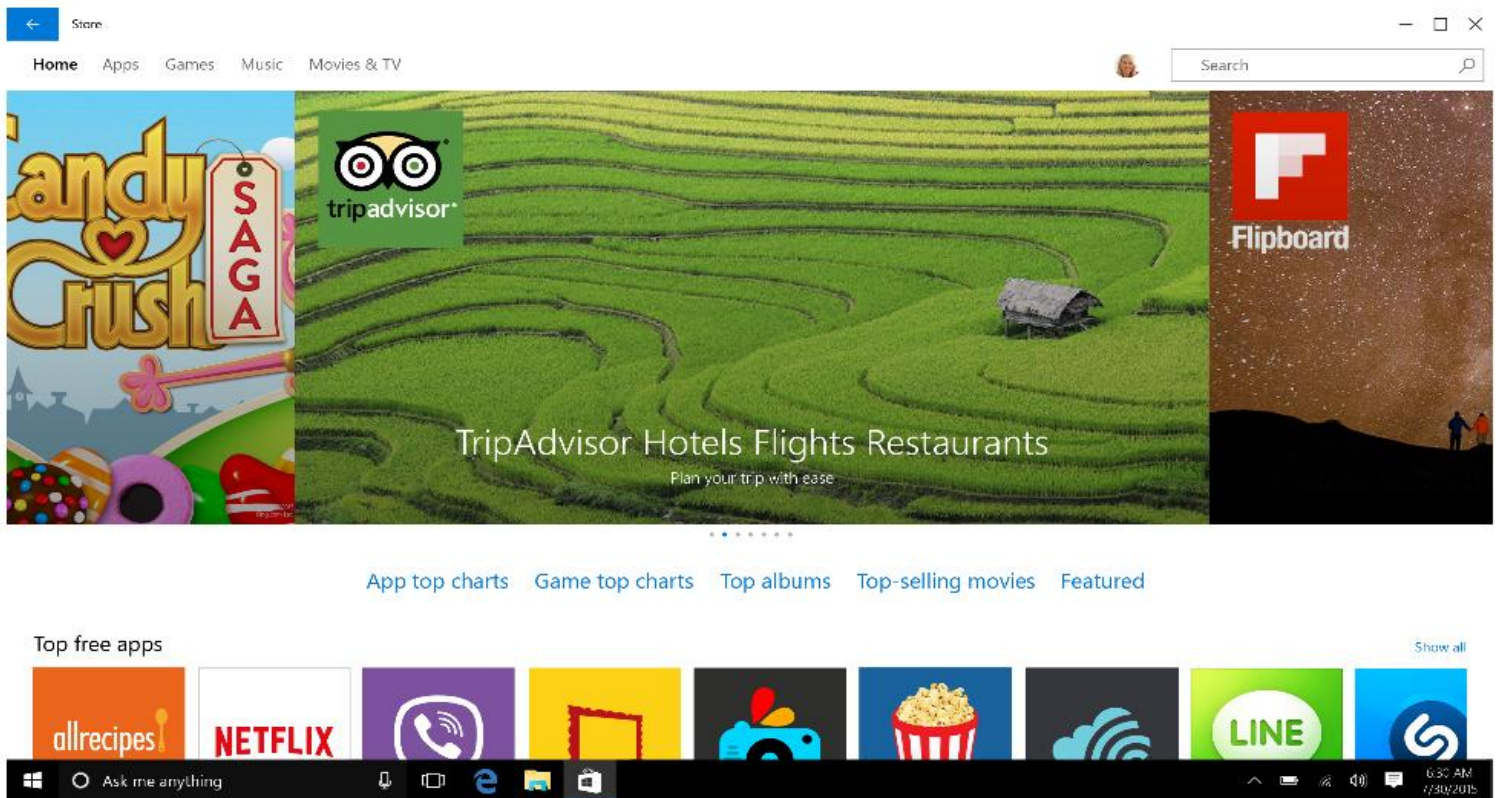 Store
Home Apps Games Music Movies & TV
Search
Candy
Crush
SAGA
tripadvisor
Flipboard
TripAdvisor Hotels Flights Restaurants
Plan your trip with ease
App top charts Game top charts Top albums Top-selling movies Featured
Top free apps
Show all
allrecipes
NETFLIX
LINE
Ask me anything
6:30 AM
7/30/2015